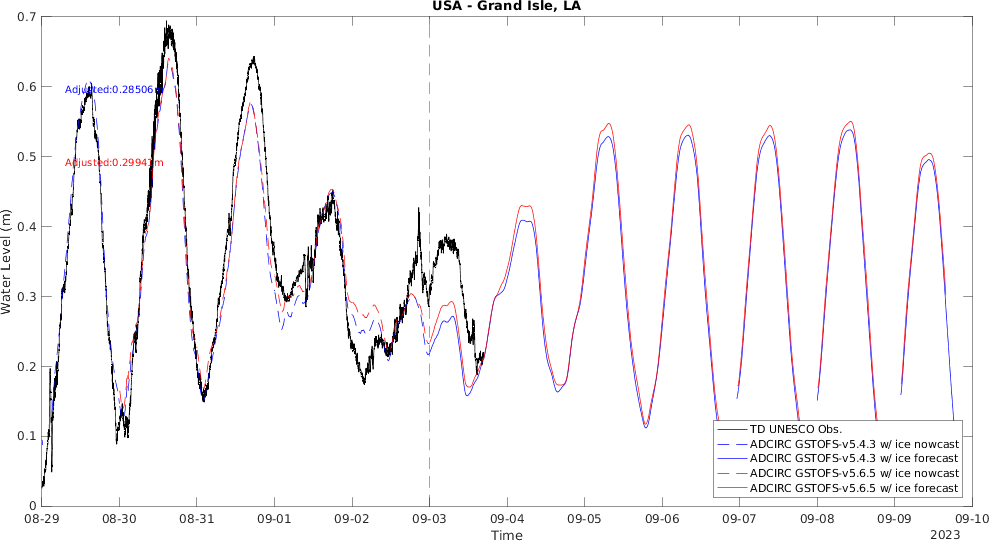 USA - Grand Isle, LA
0.7
0.6
0.5
0.4
0.3
0.2
0.1
0
Water Level (m)
Adjusted:0.28506m
Adjusted:0.29941m
TD UNESCO Obs.
ADCIRC GSTOFS-v5.4.3 w/ ice nowcast
ADCIRC GSTOFS-v5.4.3 w/ ice forecast
ADCIRC GSTOFS-v5.6.5 w/ ice nowcast
ADCIRC GSTOFS-v5.6.5 w/ ice forecast
08-29 08-30 08-31 09-01 09-02 09-03 09-04 09-05 09-06 09-07 09-08 09-09 09-10
Time
2023